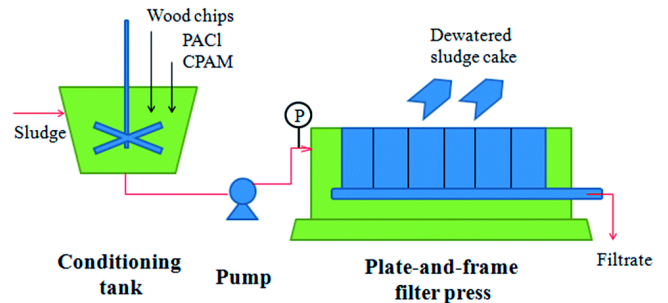 Wood chips
PACl
CPAM
Sludge
Dewatered
sludge cake
P
Filtrate
Conditioning
tank
Pump
Plate-and-frame
filter press